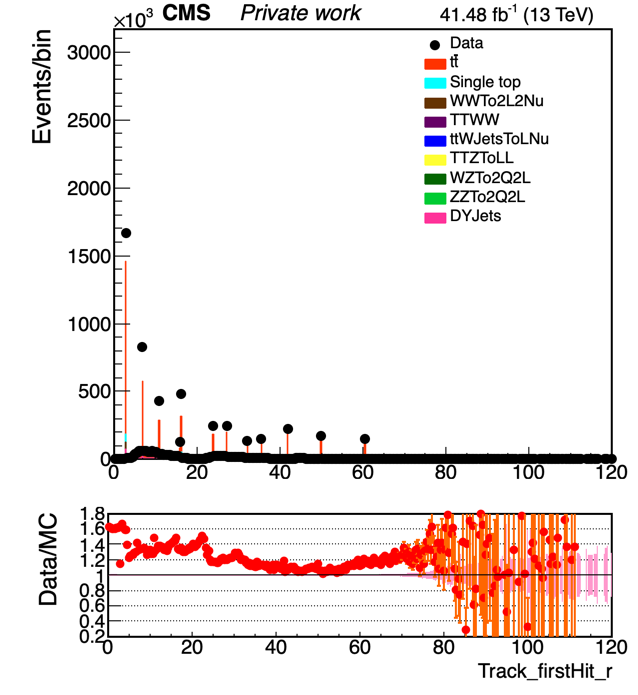 ×10³ CMS Private work 41.48 fb⁻¹ (13 TeV)
Events/bin
3000
2500
2000
1500
1000
500
0
0 20 40 60 80 100 120
Data
tt̄
Single top
WWTo2L2Nu
TTWW
ttWJetsToLNu
TTZToLL
WZTo2Q2L
ZZTo2Q2L
DYJets
Data/MC
1.8
1.6
1.4
1.2
1
0.8
0.6
0.4
0.2
0 20 40 60 80 100 120
Track_firstHit_r